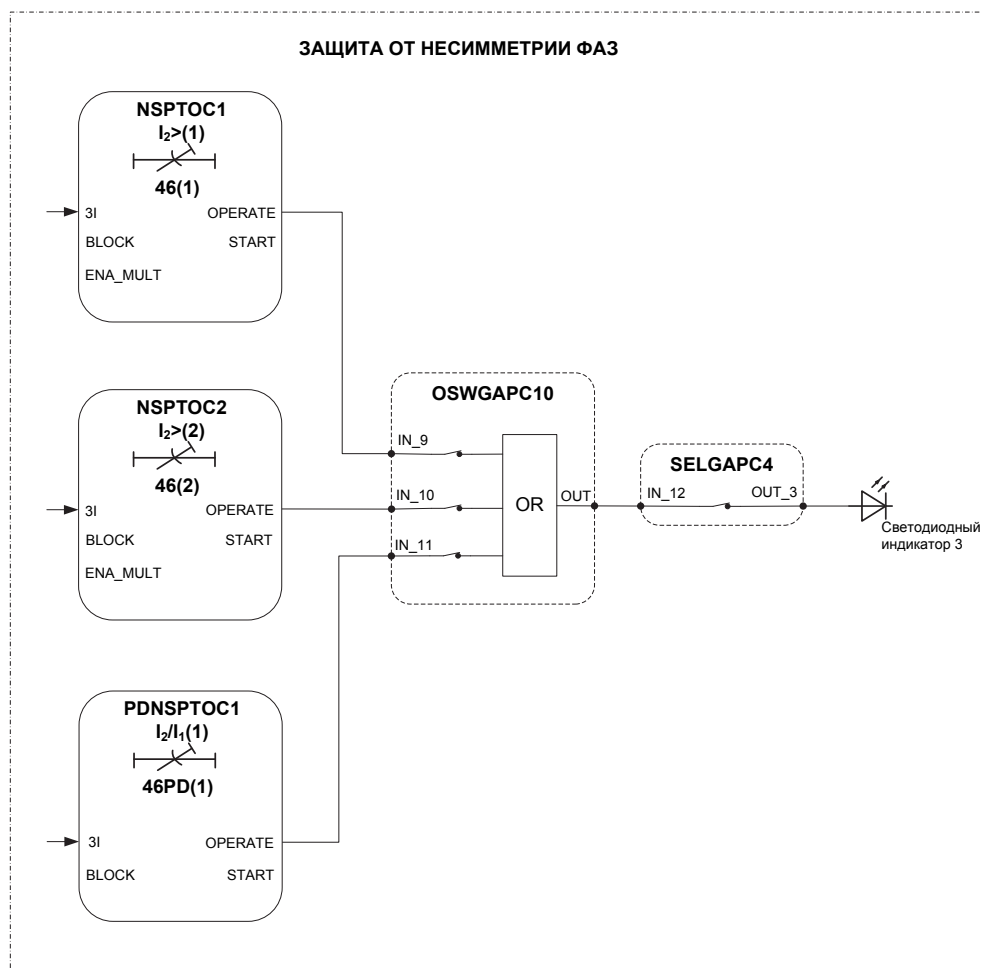 ЗАЩИТА ОТ НЕСИММЕТРИИ ФАЗ
NSPTOC1
I₂>(1)
46(1)
3I OPERATE
BLOCK START
ENA_MULT
NSPTOC2
I₂>(2)
46(2)
3I OPERATE
BLOCK START
ENA_MULT
PDNSPTOC1
I₂/I₁(1)
46PD(1)
3I OPERATE
BLOCK START
OSWGAPC10
IN_9
IN_10
IN_11
OR
OUT
SELGAPC4
IN_12 OUT_3
Светодиодный
индикатор 3